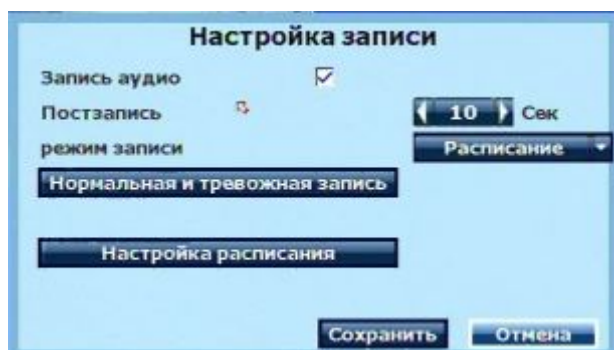 Настройка записи
Запись аудио
Постзапись 10 Сек
режим записи Расписание
Нормальная и тревожная запись
Настройка расписания
Сохранить Отмена